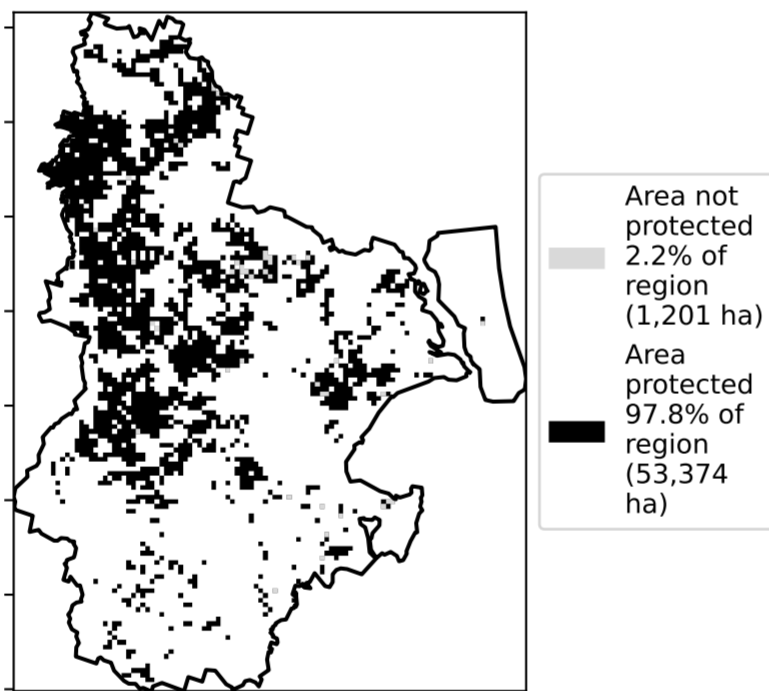 Area not
protected
2.2% of
region
(1,201 ha)
Area
protected
97.8% of
region
(53,374
ha)